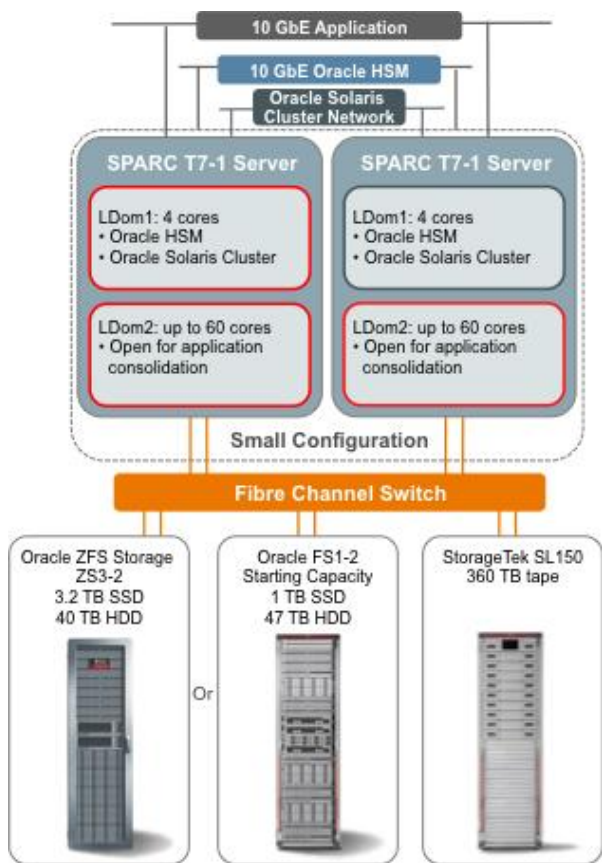 10 GbE Application
10 GbE Oracle HSM
Oracle Solaris
Cluster Network
SPARC T7-1 Server
LDom1: 4 cores
• Oracle HSM
• Oracle Solaris Cluster
LDom2: up to 60 cores
• Open for application
consolidation
SPARC T7-1 Server
LDom1: 4 cores
• Oracle HSM
• Oracle Solaris Cluster
LDom2: up to 60 cores
• Open for application
consolidation
Small Configuration
Fibre Channel Switch
Oracle ZFS Storage
ZS3-2
3.2 TB SSD
40 TB HDD
Or
Oracle FS1-2
Starting Capacity
1 TB SSD
47 TB HDD
StorageTek SL150
360 TB tape